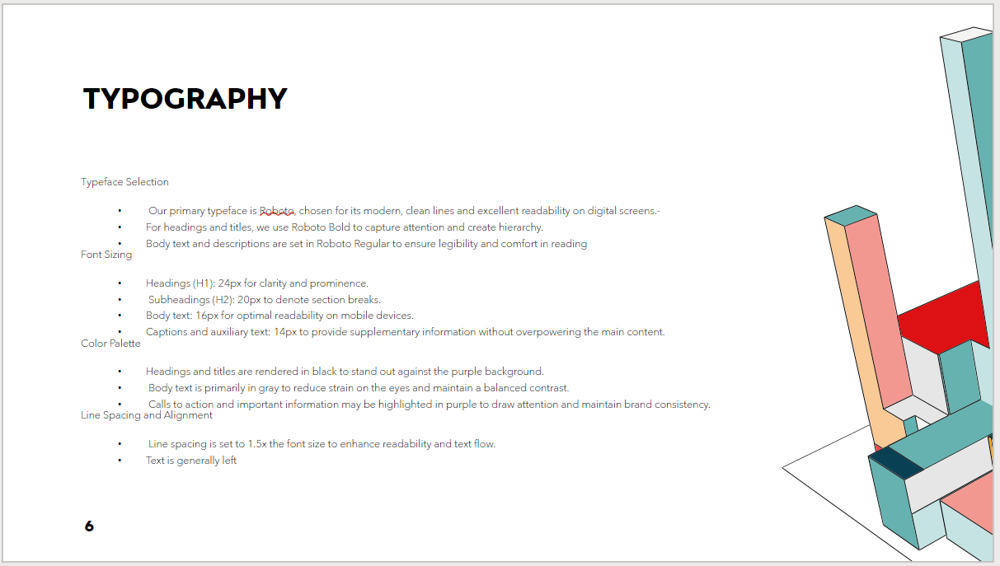 TYPOGRAPHY
Typeface Selection
• Our primary typeface is Roboto, chosen for its modern, clean lines and excellent readability on digital screens.-
• For headings and titles, we use Roboto Bold to capture attention and create hierarchy.
• Body text and descriptions are set in Roboto Regular to ensure legibility and comfort in reading
Font Sizing
• Headings (H1): 24px for clarity and prominence.
• Subheadings (H2): 20px to denote section breaks.
• Body text: 16px for optimal readability on mobile devices.
• Captions and auxiliary text: 14px to provide supplementary information without overpowering the main content.
Color Palette
• Headings and titles are rendered in black to stand out against the purple background.
• Body text is primarily in gray to reduce strain on the eyes and maintain a balanced contrast.
• Calls to action and important information may be highlighted in purple to draw attention and maintain brand consistency.
Line Spacing and Alignment
• Line spacing is set to 1.5x the font size to enhance readability and text flow.
• Text is generally left
6